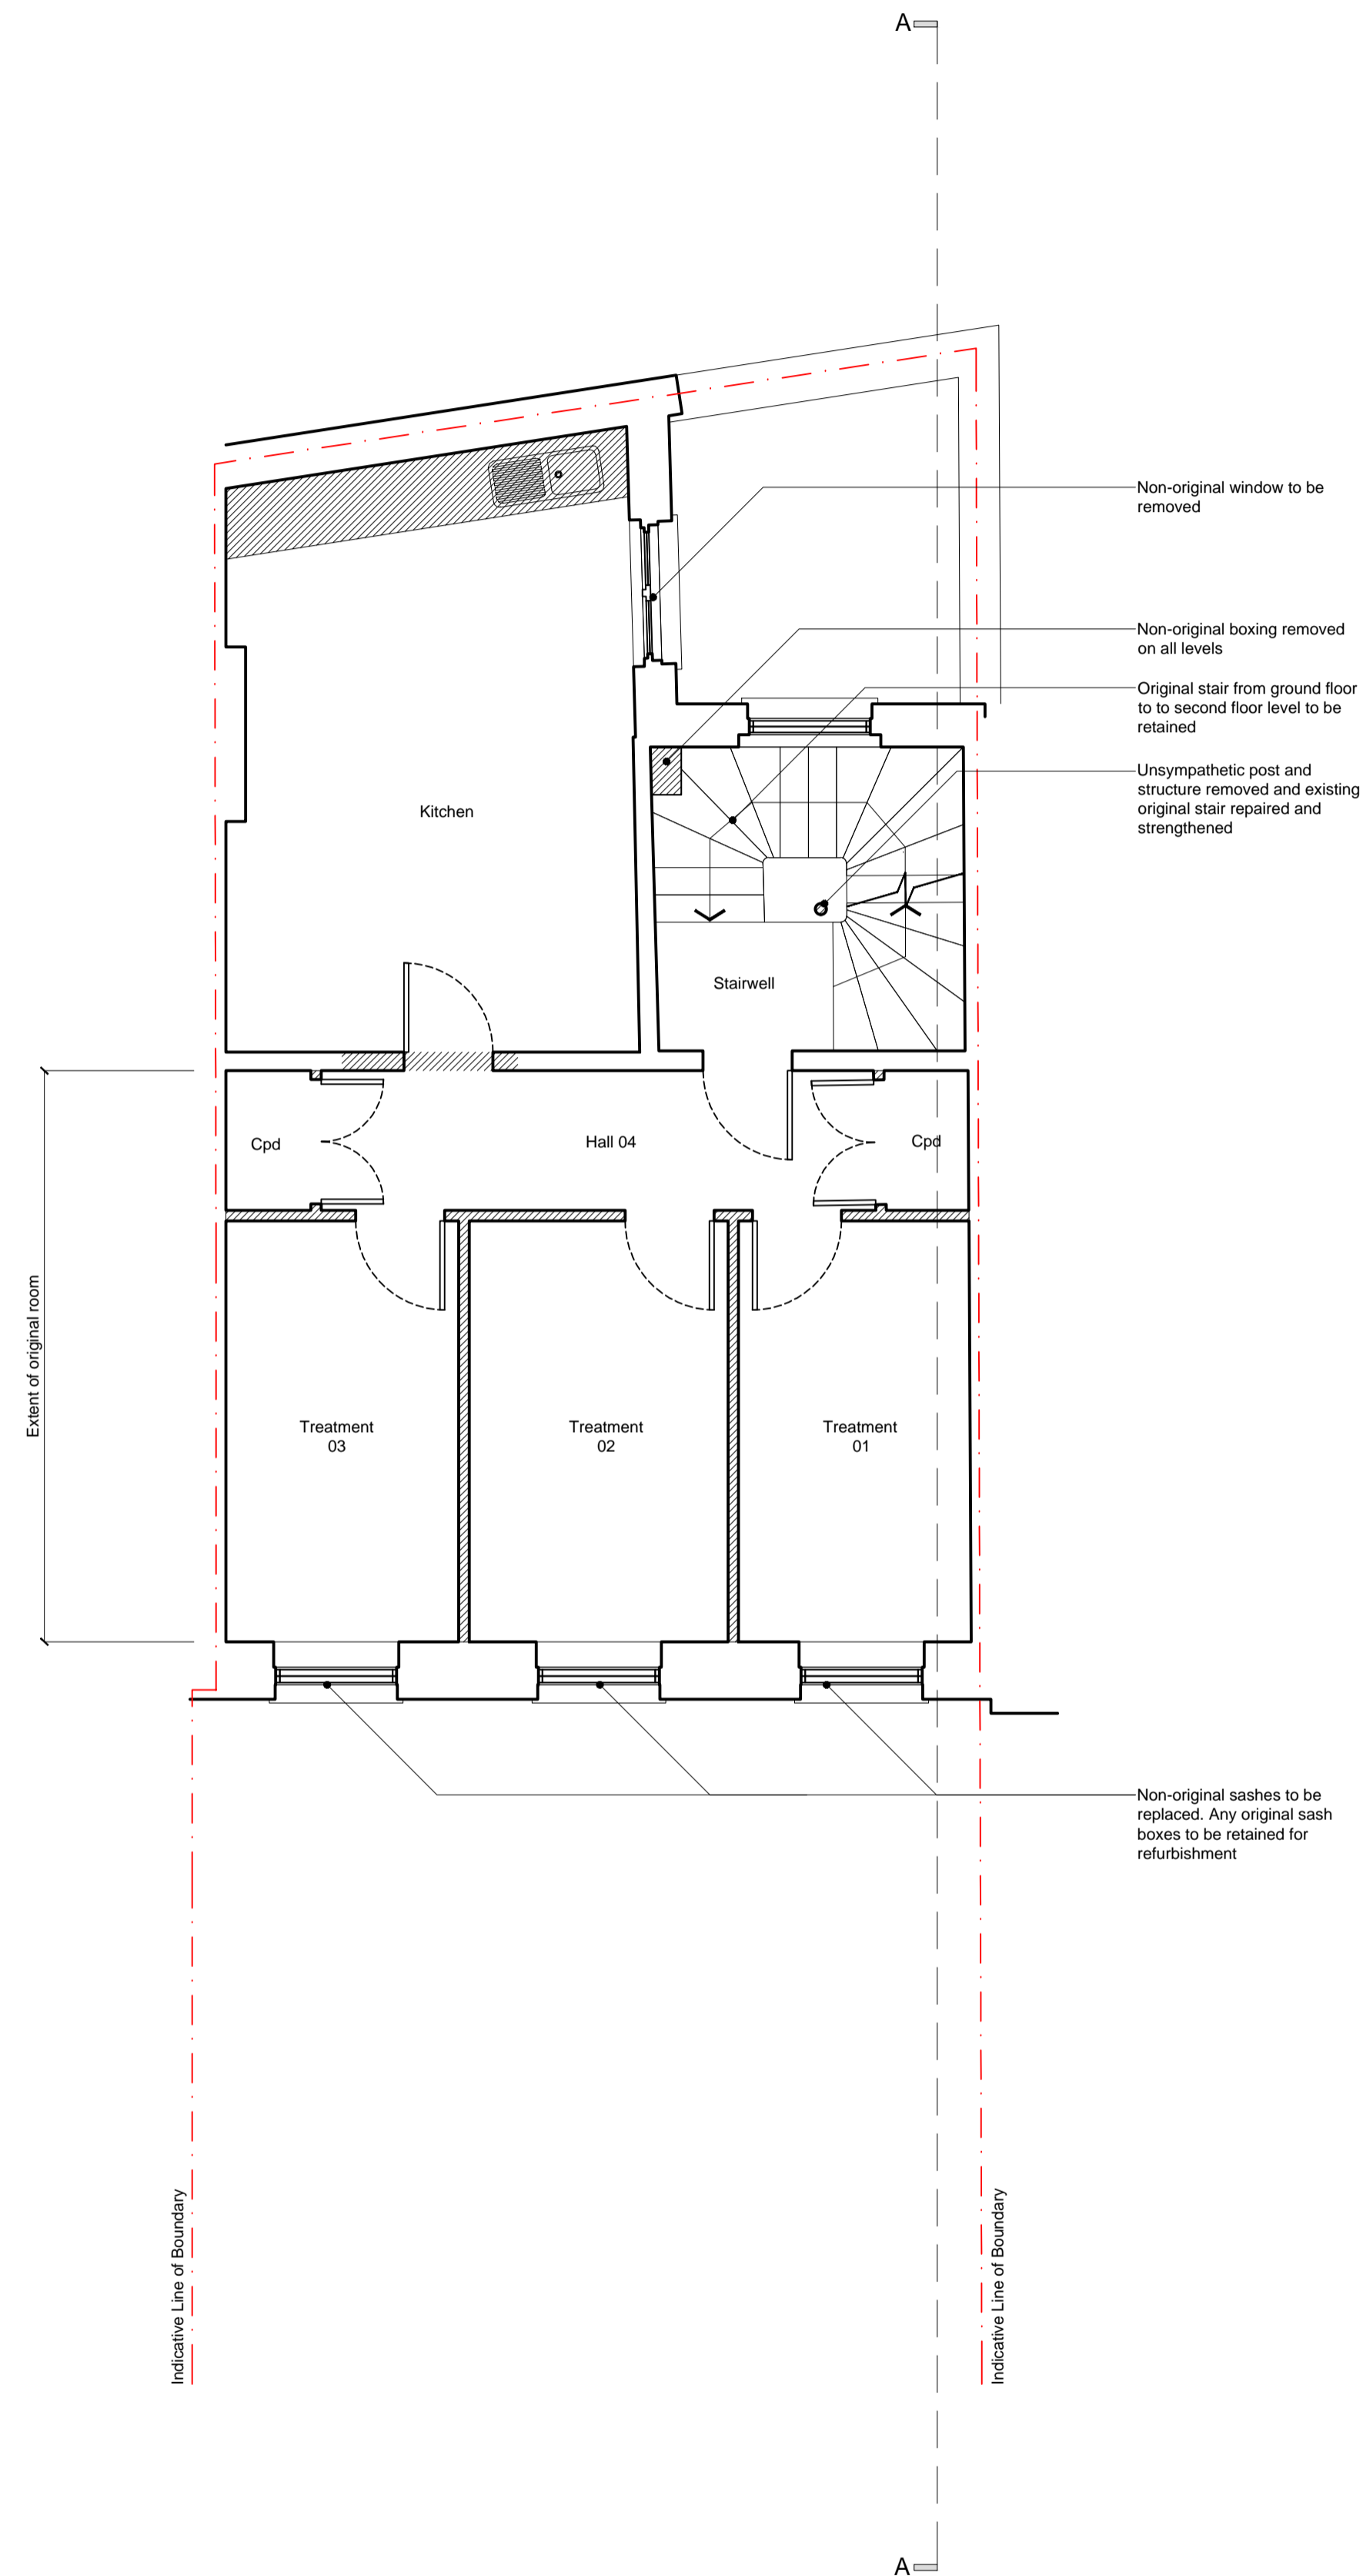 A
Non-original window to be
removed
Non-original boxing removed
on all levels
Original stair from ground floor
to to second floor level to be
retained
Unsympathetic post and
structure removed and existing
original stair repaired and
strengthened
Kitchen
Stairwell
Cpd
Hall 04
Cpd
Extent of original room
Treatment
03
Treatment
02
Treatment
01
Non-original sashes to be
replaced. Any original sash
boxes to be retained for
refurbishment
Indicative Line of Boundary
Indicative Line of Boundary
A